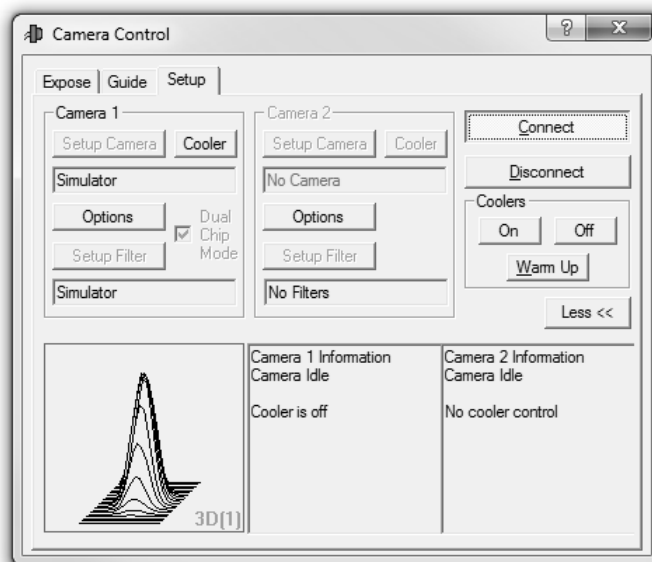 Camera Control
? X
Expose Guide Setup
Camera 1
Setup Camera Cooler
Simulator
Options
Dual
Chip
Mode
Setup Filter
Simulator
Camera 2
Setup Camera Cooler
No Camera
Options
Setup Filter
No Filters
Connect
Disconnect
Coolers
On Off
Warm Up
Less <<
3D(1)
Camera 1 Information
Camera Idle
Cooler is off
Camera 2 Information
Camera Idle
No cooler control